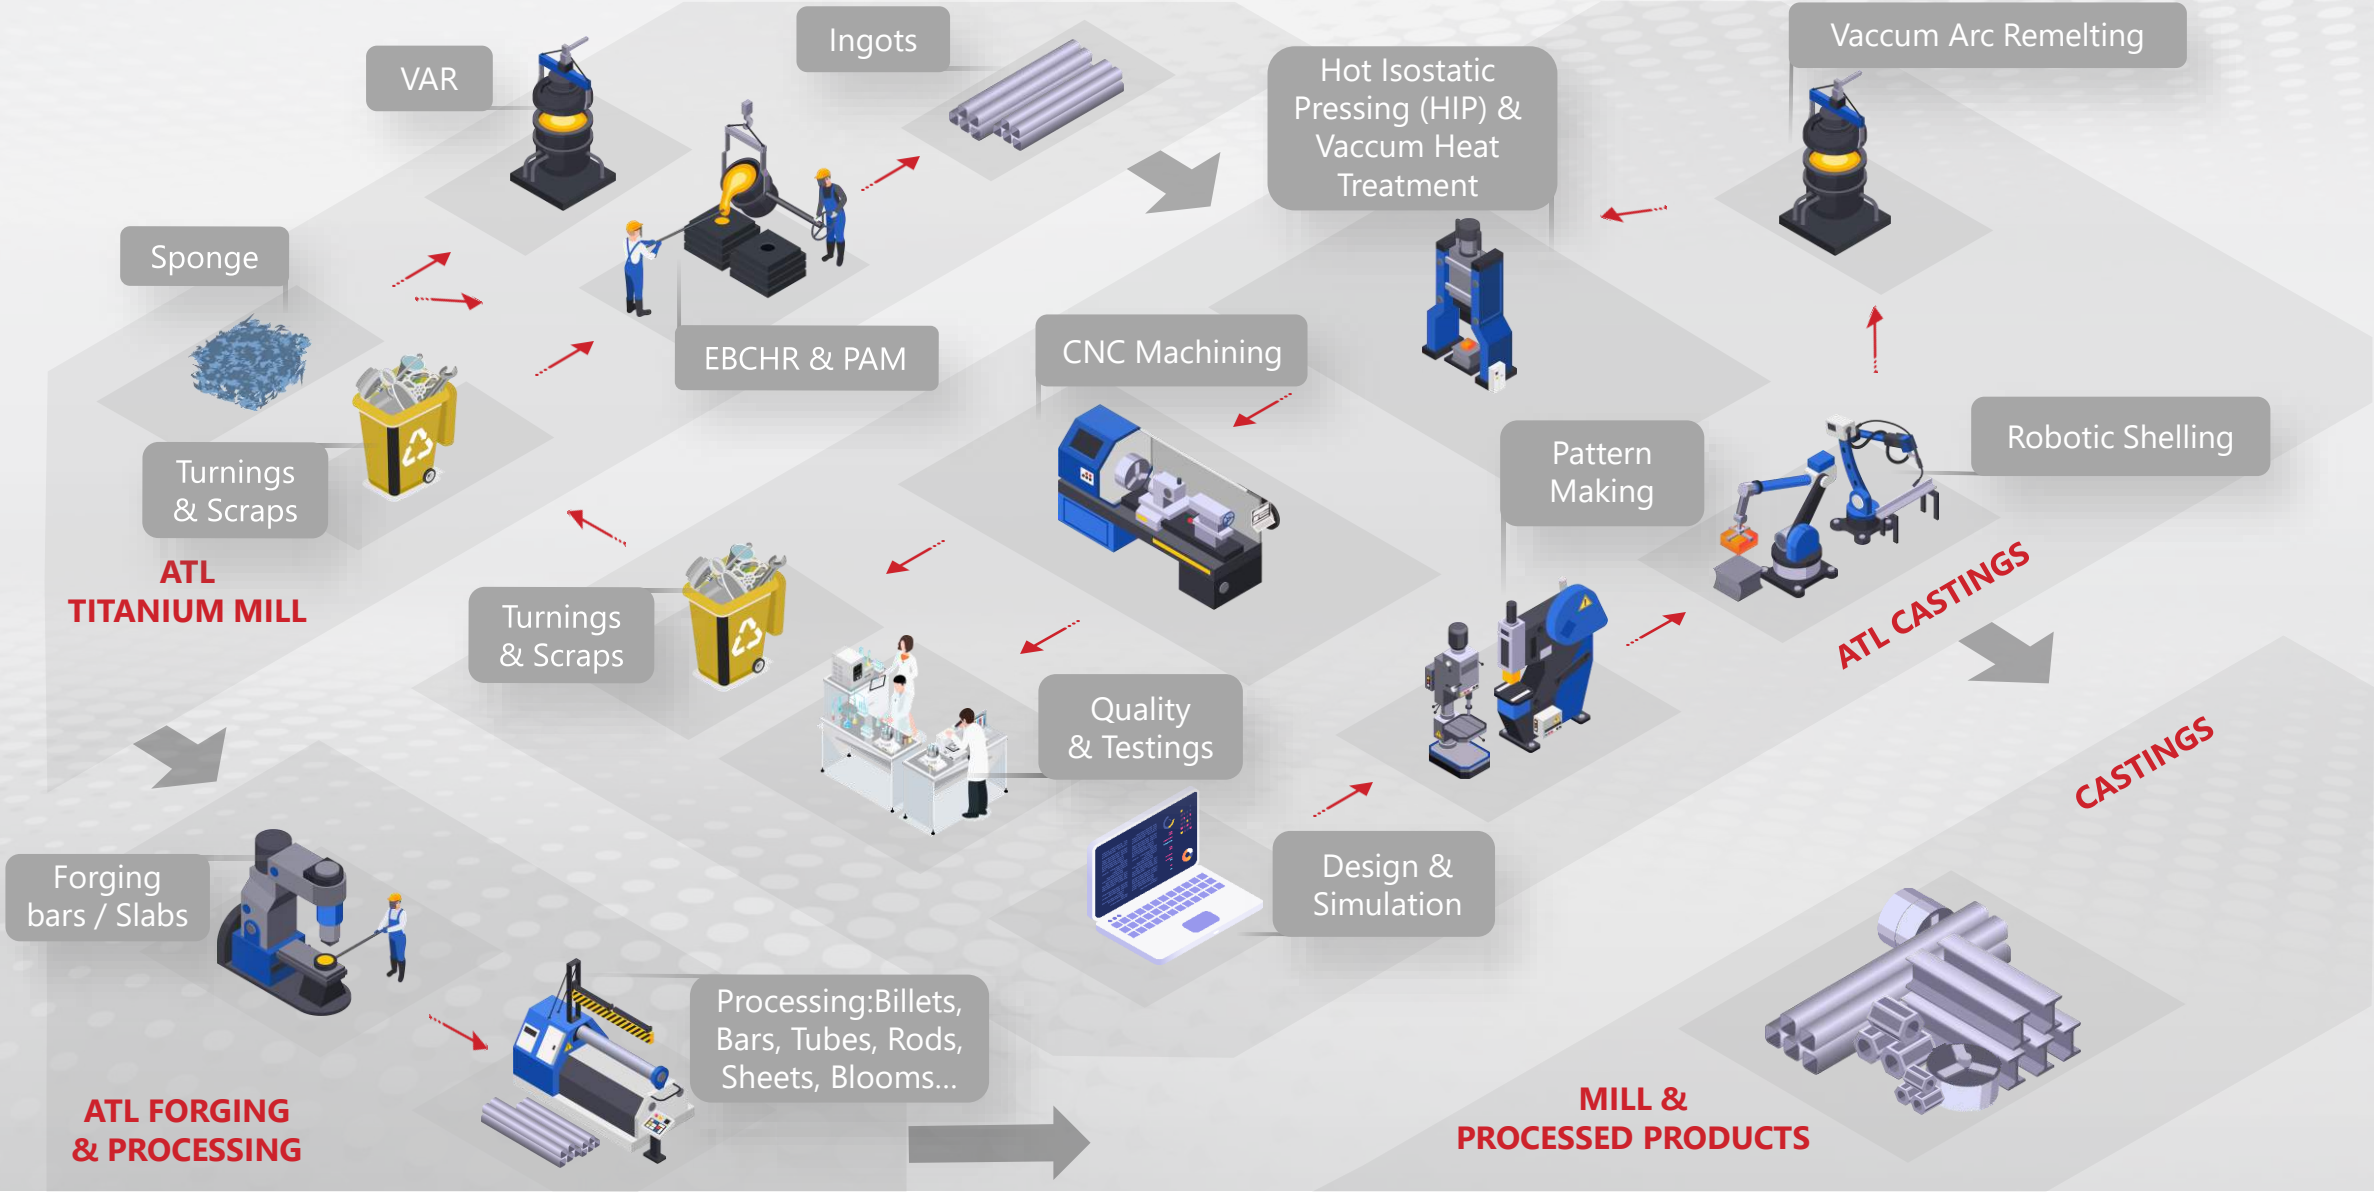 VAR
Ingots
Vaccum Arc Remelting
Hot Isostatic
Pressing (HIP) &
Vaccum Heat
Treatment
Sponge
EBCHR & PAM
CNC Machining
Turnings
& Scraps
ATL
TITANIUM MILL
Pattern
Making
Robotic Shelling
ATL CASTINGS
Turnings
& Scraps
Quality
& Testings
CASTINGS
Design &
Simulation
Forging
bars / Slabs
Processing:Billets,
Bars, Tubes, Rods,
Sheets, Blooms...
ATL FORGING
& PROCESSING
MILL &
PROCESSED PRODUCTS